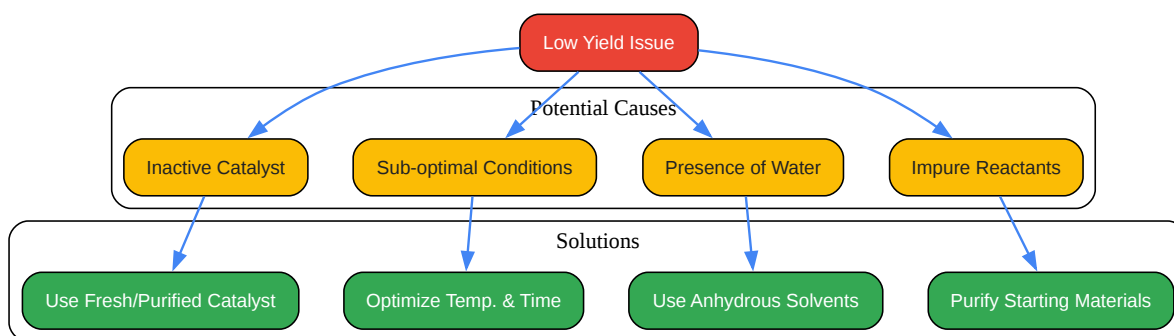 Low Yield Issue
Potential Causes
Inactive Catalyst
Sub-optimal Conditions
Presence of Water
Impure Reactants
Solutions
Use Fresh/Purified Catalyst
Optimize Temp. & Time
Use Anhydrous Solvents
Purify Starting Materials